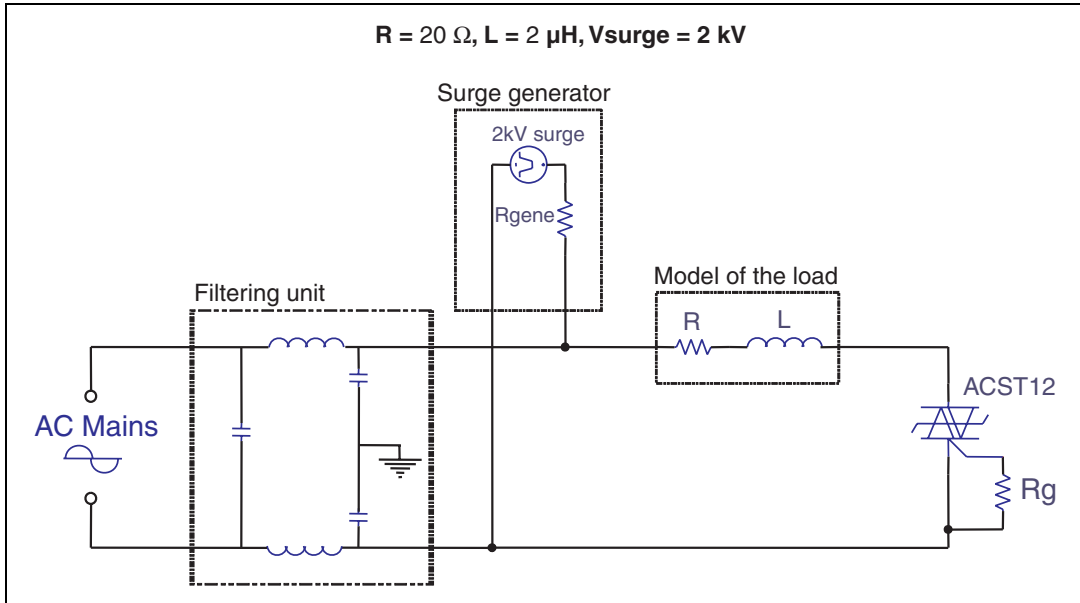 R = 20 Ω, L = 2 µH, Vsurge = 2 kV
Surge generator
2kV surge
Rgene
Model of the load
Filtering unit
R
L
ACST12
AC Mains
Rg